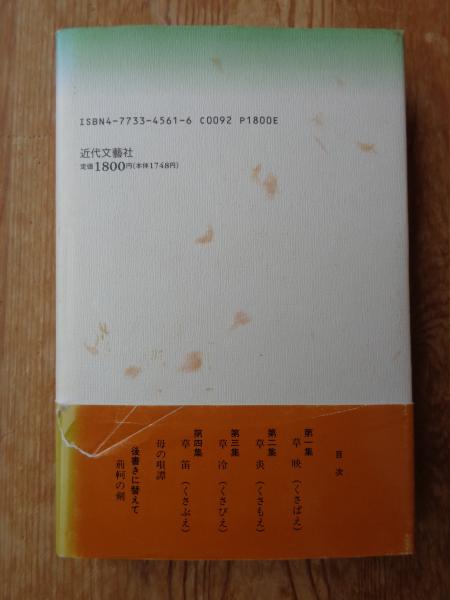 ISBN4-7733-4561-6 C0092 P1800E
近代文藝社
定価1800円(本体1748円)
目次
第一集
草映(くさばえ)
第二集
草炎(くさもえ)
第三集
草冷(くさびえ)
第四集
草笛(くさぶえ)
母の唄譚
後書きに替えて
荊軻の剣